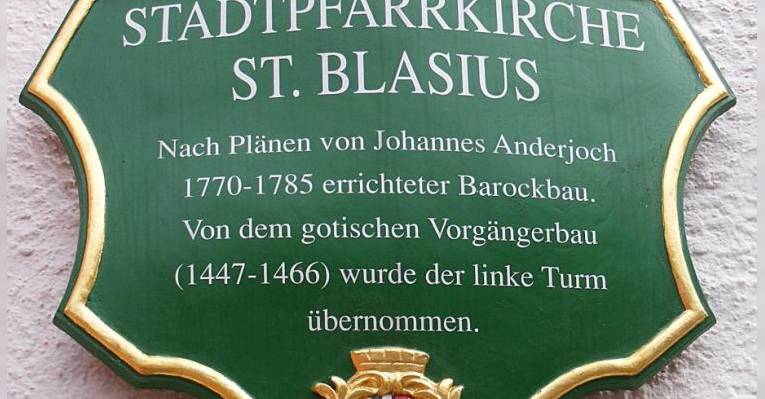 STADTPFARRKIRCHE
ST. BLASIUS
Nach Plänen von Johannes Anderjoch
1770-1785 errichteter Barockbau.
Von dem gotischen Vorgängerbau
(1447-1466) wurde der linke Turm
übernommen.